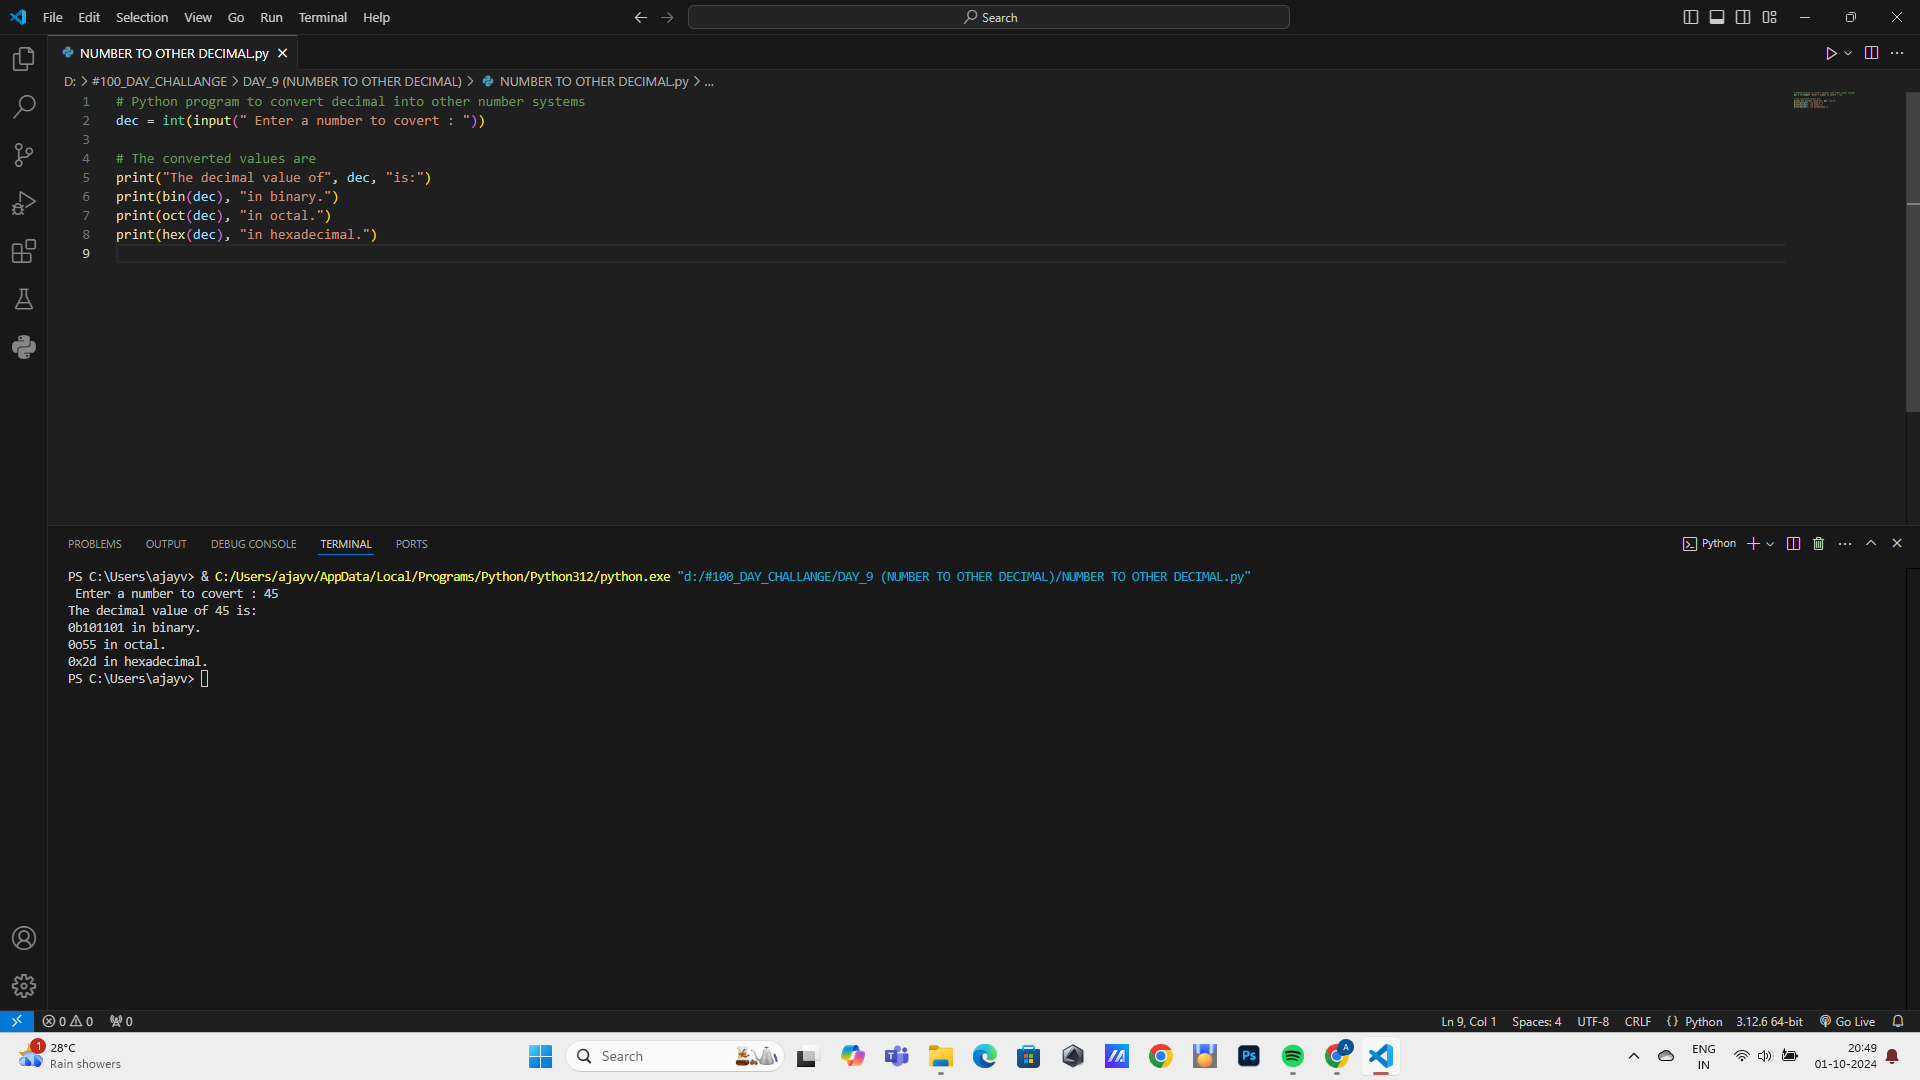 File Edit Selection View Go Run Terminal Help
Search
NUMBER TO OTHER DECIMAL.py
D: > #100_DAY_CHALLANGE > DAY_9 (NUMBER TO OTHER DECIMAL) > NUMBER TO OTHER DECIMAL.py > ...
1 # Python program to convert decimal into other number systems
2 dec = int(input(" Enter a number to covert : "))
3
4 # The converted values are
5 print("The decimal value of", dec, "is:")
6 print(bin(dec), "in binary.")
7 print(oct(dec), "in octal.")
8 print(hex(dec), "in hexadecimal.")
9
PROBLEMS OUTPUT DEBUG CONSOLE TERMINAL PORTS
Python
PS C:\Users\ajayv> & C:/Users/ajayv/AppData/Local/Programs/Python/Python312/python.exe "d:/#100_DAY_CHALLANGE/DAY_9 (NUMBER TO OTHER DECIMAL)/NUMBER TO OTHER DECIMAL.py"
Enter a number to covert : 45
The decimal value of 45 is:
0b101101 in binary.
0o55 in octal.
0x2d in hexadecimal.
PS C:\Users\ajayv>
0 0 0 Ln 9, Col 1 Spaces: 4 UTF-8 CRLF {} Python 3.12.6 64-bit Go Live
1
28°C
Rain showers
Search
Ps
A
ENG
IN
20:49
01-10-2024